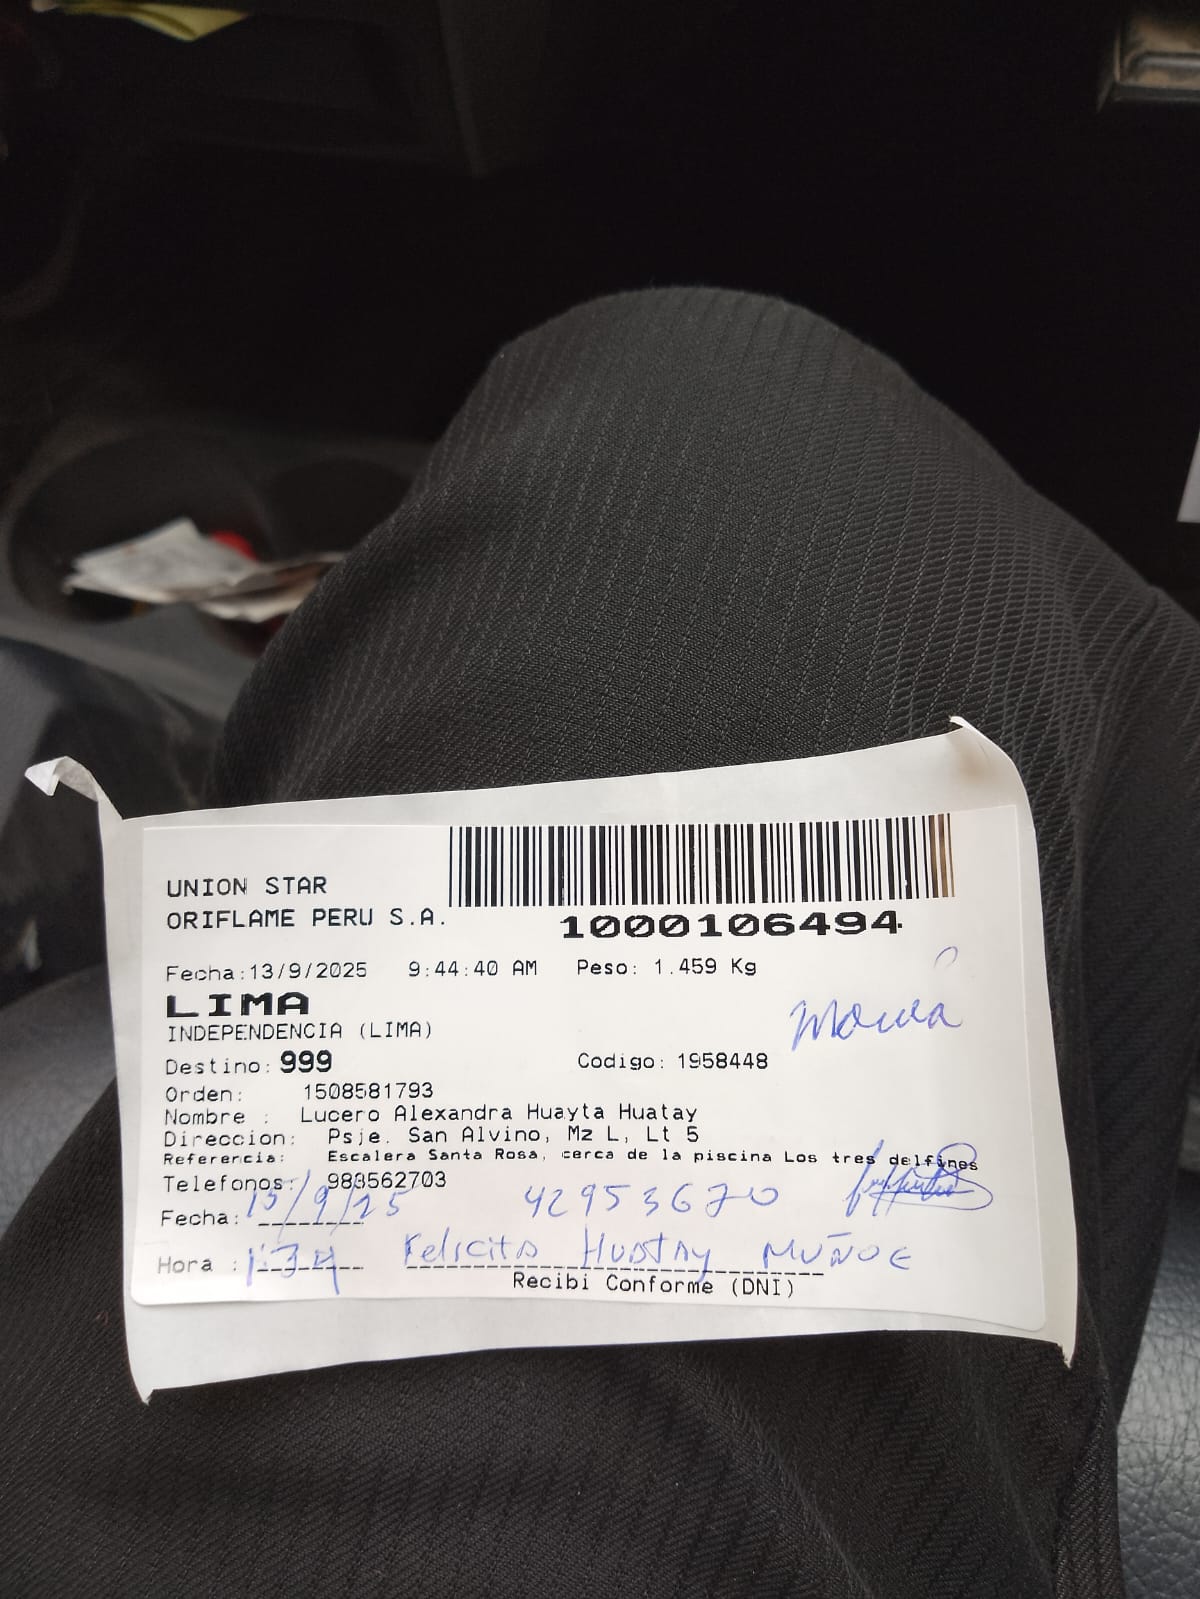 UNION STAR
ORIFLAME PERU S.A.
1000106494
Fecha:13/9/2025 9:44:40 AM Peso: 1.459 Kg
LIMA
INDEPENDENCIA (LIMA)
Destino: 999 Codigo: 1958448
Orden: 1508581793
Nombre : Lucero Alexandra Huayta Huatay
Direccion: Psje. San Alvino, Mz L, Lt 5
Referencia: Escalera Santa Rosa, cerca de la piscina Los tres delfines
Telefonos: 983562703
Fecha: 15/9/25 42953670
Hora : 1:34 Felicita Huatay MUÑOE
Recibi Conforme (DNI)